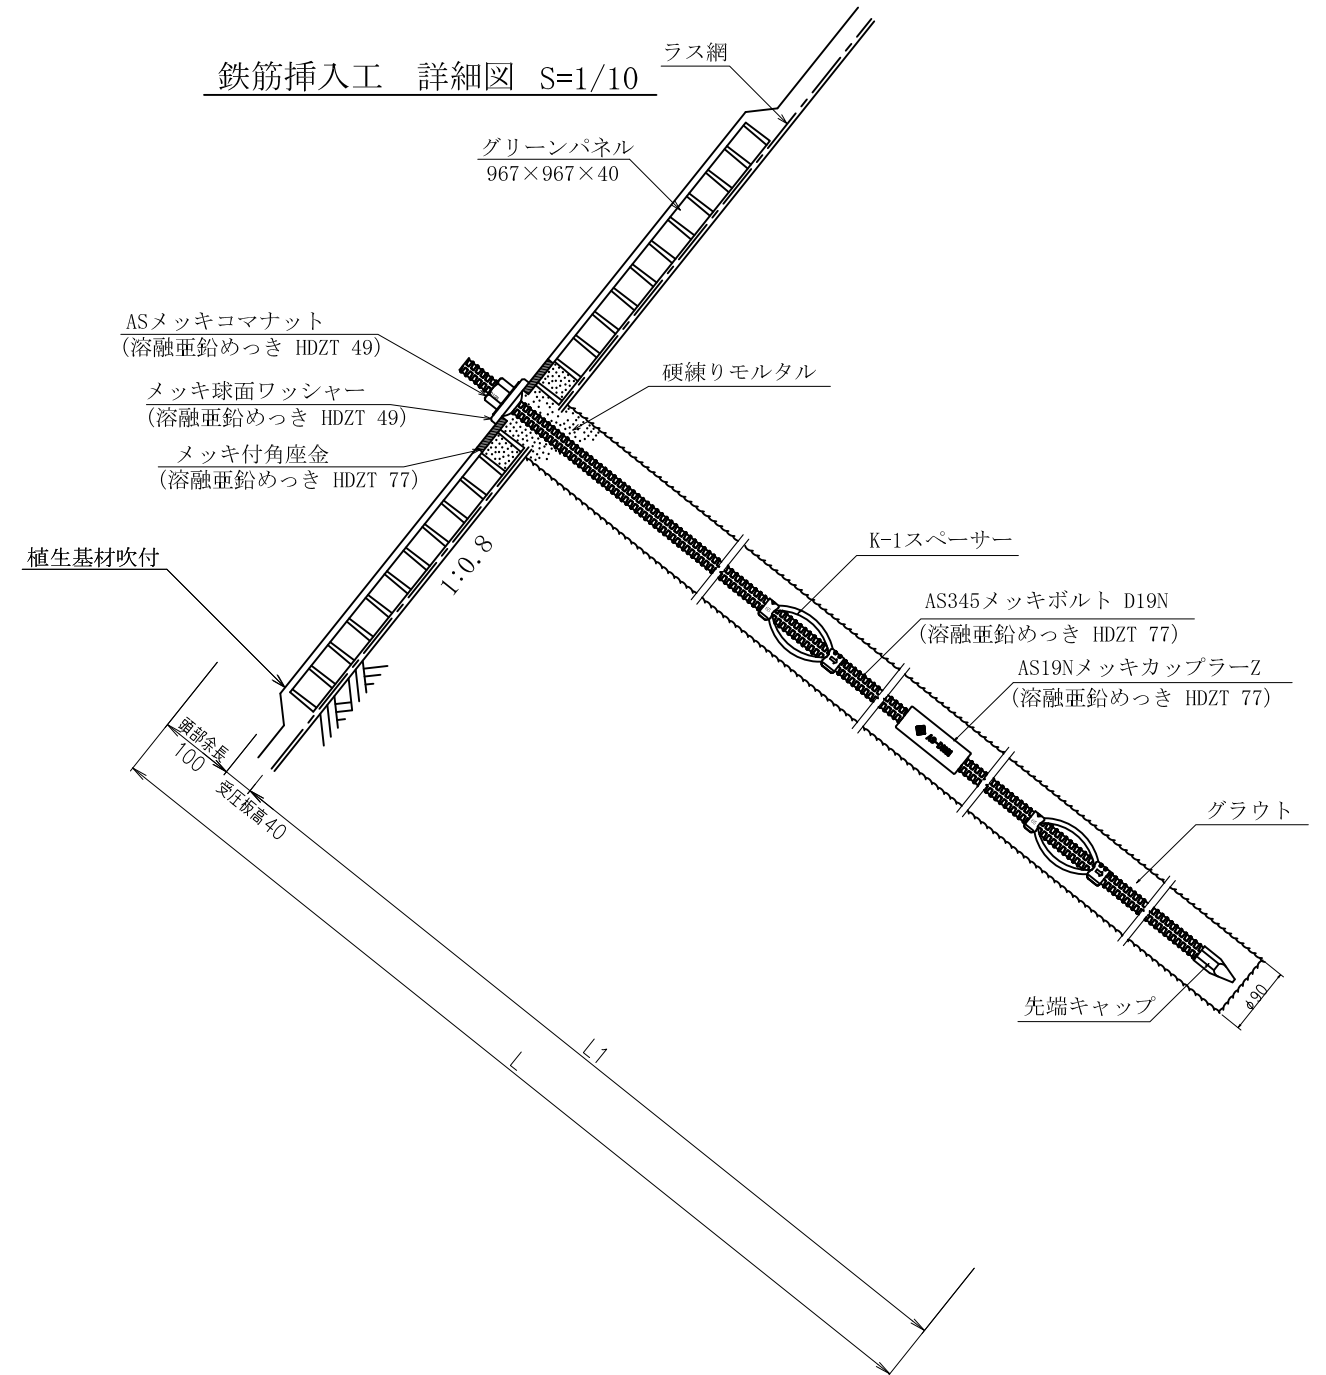 鉄筋挿入工　詳細図 S=1/10
ラス網
グリーンパネル
967×967×40
ASメッキコマナット
(溶融亜鉛めっき HDZT 49)
メッキ球面ワッシャー
(溶融亜鉛めっき HDZT 49)
メッキ付角座金
(溶融亜鉛めっき HDZT 77)
硬練りモルタル
植生基材吹付
1:0.8
K-1スペーサー
AS345メッキボルト D19N
(溶融亜鉛めっき HDZT 77)
AS19NメッキカップラーZ
(溶融亜鉛めっき HDZT 77)
頭部余長
100
受圧板高40
グラウト
先端キャップ
φ90
L1
L